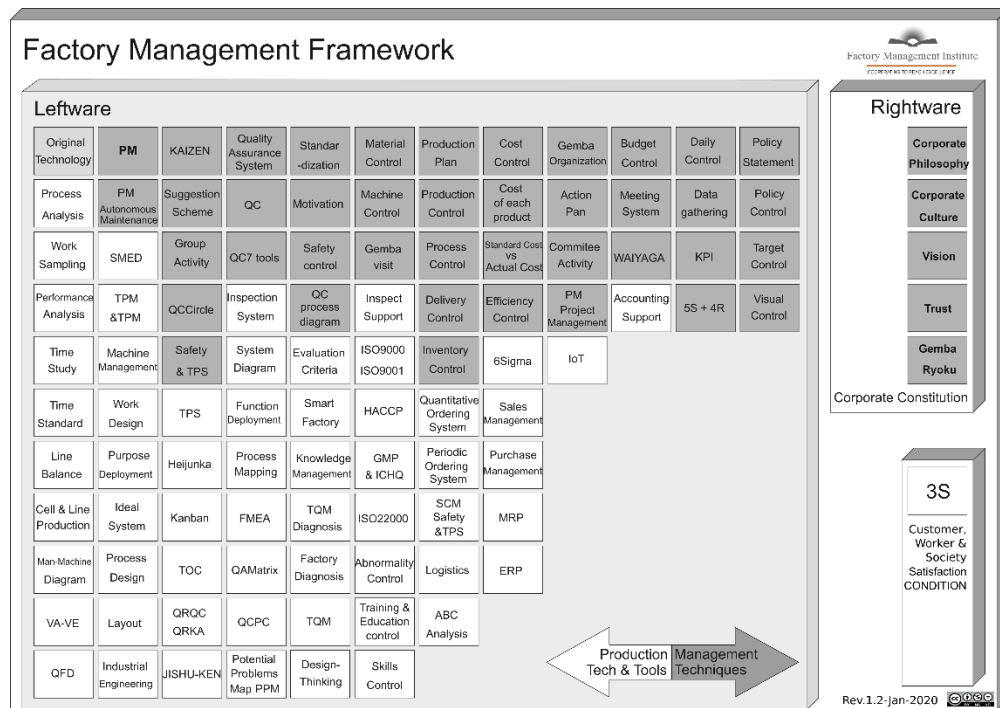 Factory Management Framework
Factory Management Institute
Leftware
Rightware
Original
Technology
PM
KAIZEN
Quality
Assurance
System
Standar
-dization
Material
Control
Production
Plan
Cost
Control
Gemba
Organization
Budget
Control
Daily
Control
Policy
Statement
Process
Analysis
PM
Autonomous
Maintenance
Suggestion
Scheme
QC
Motivation
Machine
Control
Production
Control
Cost
of each
product
Action
Pan
Meeting
System
Data
gathering
Policy
Control
Work
Sampling
SMED
Group
Activity
QC7 tools
Safety
control
Gemba
visit
Process
Control
Standard Cost
vs
Actual Cost
Commitee
Activity
WAIYAGA
KPI
Target
Control
Performance
Analysis
TPM
&TPM
QCCircle
Inspection
System
QC
process
diagram
Inspect
Support
Delivery
Control
Efficiency
Control
PM
Project
Management
Accounting
Support
5S + 4R
Visual
Control
Time
Study
Machine
Management
Safety
& TPS
System
Diagram
Evaluation
Criteria
ISO9000
ISO9001
Inventory
Control
6Sigma
IoT
Time
Standard
Work
Design
TPS
Function
Deployment
Smart
Factory
HACCP
Quantitative
Ordering
System
Sales
Management
Line
Balance
Purpose
Deployment
Heijunka
Process
Mapping
Knowledge
Management
GMP
& ICHQ
Periodic
Ordering
System
Purchase
Management
Cell & Line
Production
Ideal
System
Kanban
FMEA
TQM
Diagnosis
ISO22000
SCM
Safety
&TPS
MRP
Man-Machine
Diagram
Process
Design
TOC
QAMatrix
Factory
Diagnosis
Abnormality
Control
Logistics
ERP
VA-VE
Layout
QRQC
QRKA
QCPC
TQM
Training &
Education
control
ABC
Analysis
QFD
Industrial
Engineering
JISHU-KEN
Potential
Problems
Map PPM
Design-
Thinking
Skills
Control
Production
Tech & Tools
Management
Techniques
Corporate
Philosophy
Corporate
Culture
Vision
Trust
Gemba
Ryoku
Corporate Constitution
3S
Customer,
Worker &
Society
Satisfaction
CONDITION
Rev.1.2-Jan-2020